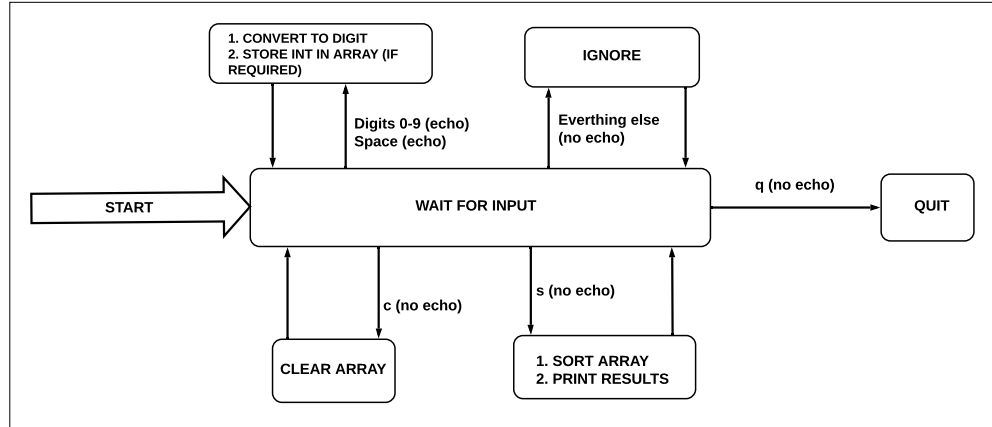 1. CONVERT TO DIGIT
2. STORE INT IN ARRAY (IF
REQUIRED)
IGNORE
Digits 0-9 (echo)
Space (echo)
Everthing else
(no echo)
START
WAIT FOR INPUT
q (no echo)
QUIT
c (no echo)
s (no echo)
CLEAR ARRAY
1. SORT ARRAY
2. PRINT RESULTS